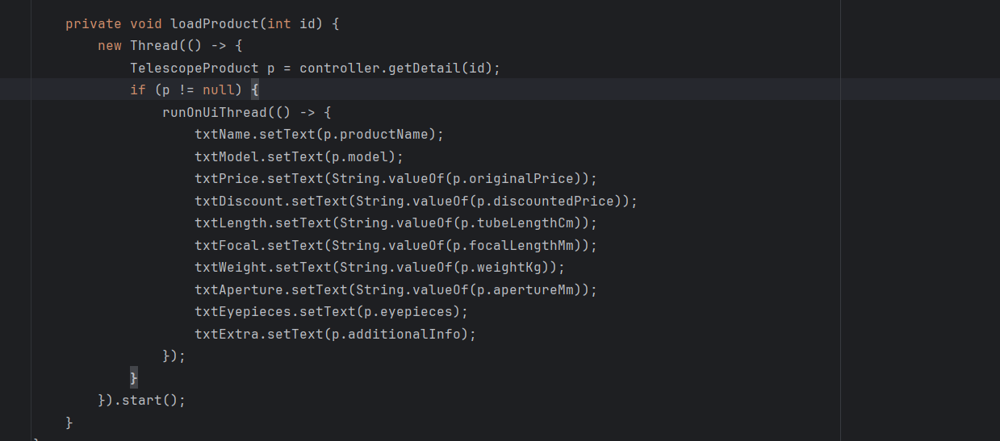 private void loadProduct(int id) {
new Thread(() -> {
TelescopeProduct p = controller.getDetail(id);
if (p != null) {
runOnUiThread(() -> {
txtName.setText(p.productName);
txtModel.setText(p.model);
txtPrice.setText(String.valueOf(p.originalPrice));
txtDiscount.setText(String.valueOf(p.discountedPrice));
txtLength.setText(String.valueOf(p.tubeLengthCm));
txtFocal.setText(String.valueOf(p.focalLengthMm));
txtWeight.setText(String.valueOf(p.weightKg));
txtAperture.setText(String.valueOf(p.apertureMm));
txtEyepieces.setText(p.eyepieces);
txtExtra.setText(p.additionalInfo);
});
}
}).start();
}
}